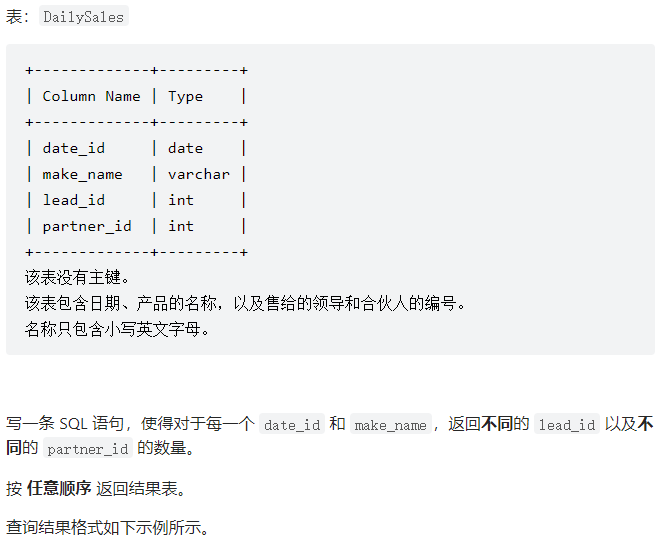 表：DailySales
+-------------+---------+
| Column Name | Type    |
+-------------+---------+
| date_id     | date    |
| make_name   | varchar |
| lead_id     | int     |
| partner_id  | int     |
+-------------+---------+
该表没有主键。
该表包含日期、产品的名称，以及售给的领导和合伙人的编号。
名称只包含小写英文字母。
写一条 SQL 语句，使得对于每一个 date_id 和 make_name，返回不同的 lead_id 以及不
同的 partner_id 的数量。
按 任意顺序 返回结果表。
查询结果格式如下示例所示。